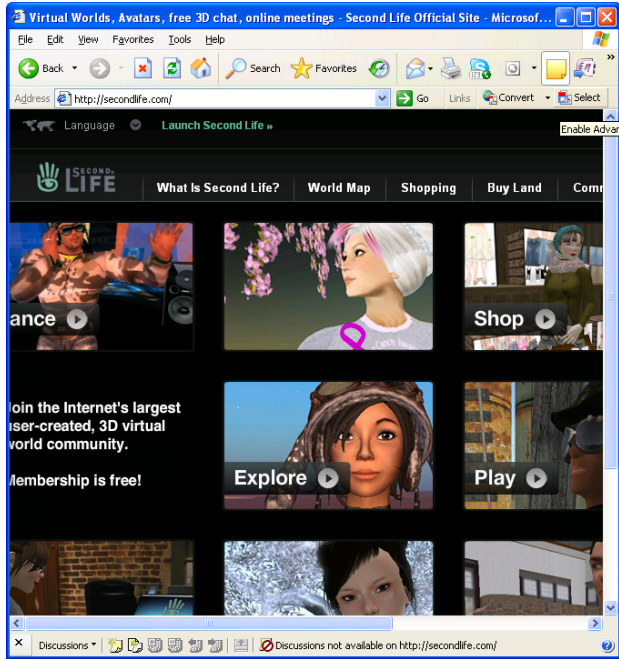 Virtual Worlds, Avatars, free 3D chat, online meetings - Second Life Official Site - Microsof...
File Edit View Favorites Tools Help
Back Search Favorites »
Address http://secondlife.com/ Go Links Convert Select
Enable Advan
Language Launch Second Life »
SECOND LIFE
What Is Second Life? World Map Shopping Buy Land Comm
ance Shop
Join the Internet's largest
user-created, 3D virtual
world community.
Membership is free!
Explore Play
Discussions Discussions not available on http://secondlife.com/